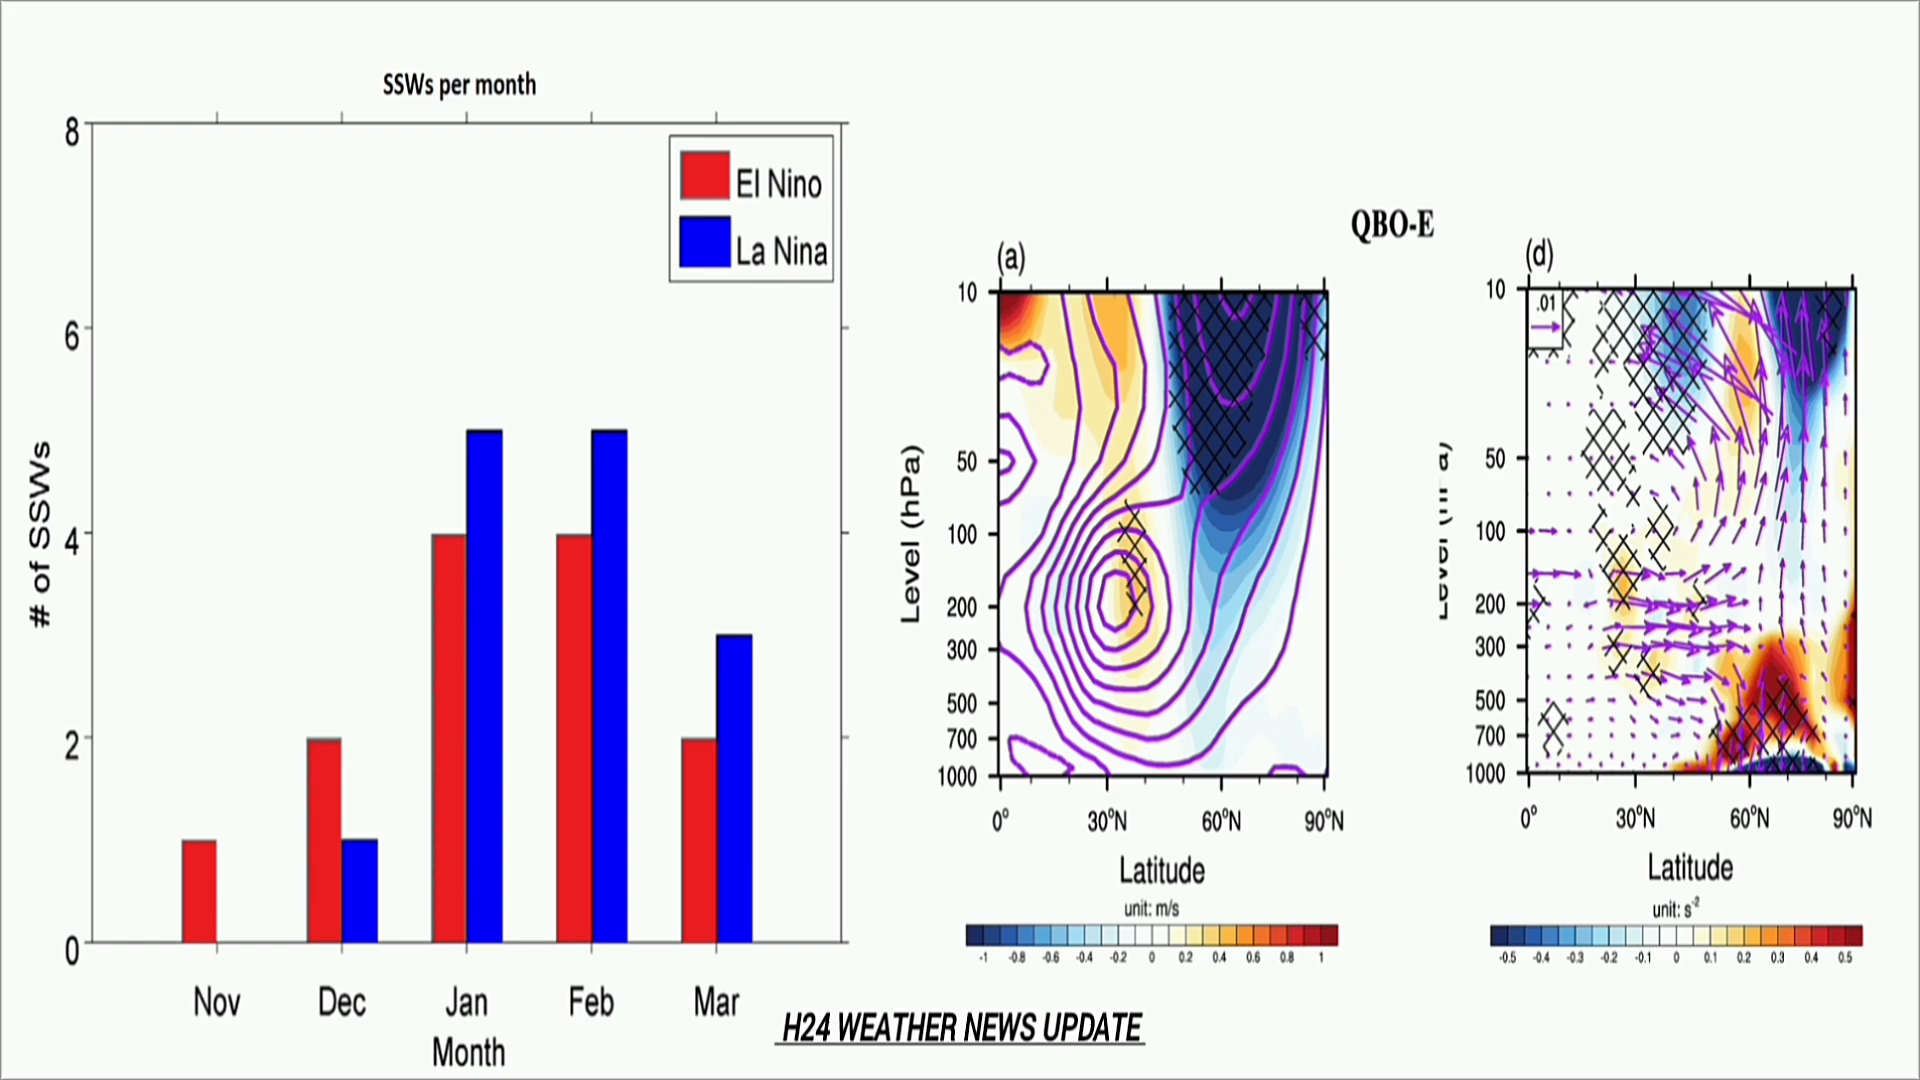 SSWs per month
8
6
4
2
0
# of SSWs
El Nino
La Nina
Nov Dec Jan Feb Mar
Month
QBO-E
(a)
10
50
100
200
300
500
700
1000
Level (hPa)
0° 30°N 60°N 90°N
Latitude
unit: m/s
-1 -0.8 -0.6 -0.4 -0.2 0 0.2 0.4 0.6 0.8 1
(d)
.01
10
50
100
200
300
500
700
1000
0° 30°N 60°N 90°N
Latitude
unit: s⁻²
-0.5 -0.4 -0.3 -0.2 -0.1 0 0.1 0.2 0.3 0.4 0.5
H24 WEATHER NEWS UPDATE